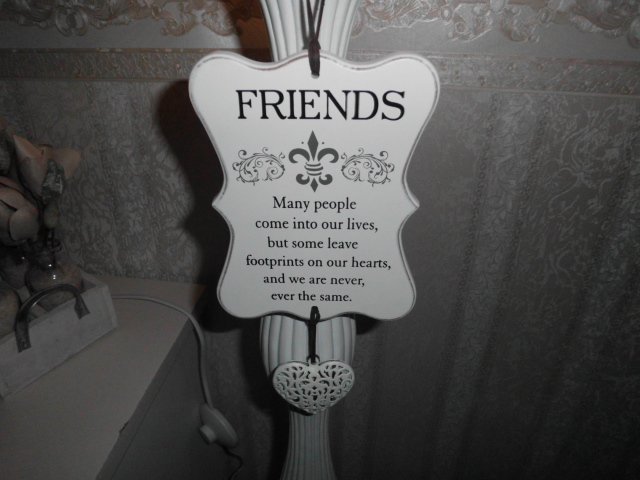 FRIENDS
Many people
come into our lives,
but some leave
footprints on our hearts,
and we are never,
ever the same.